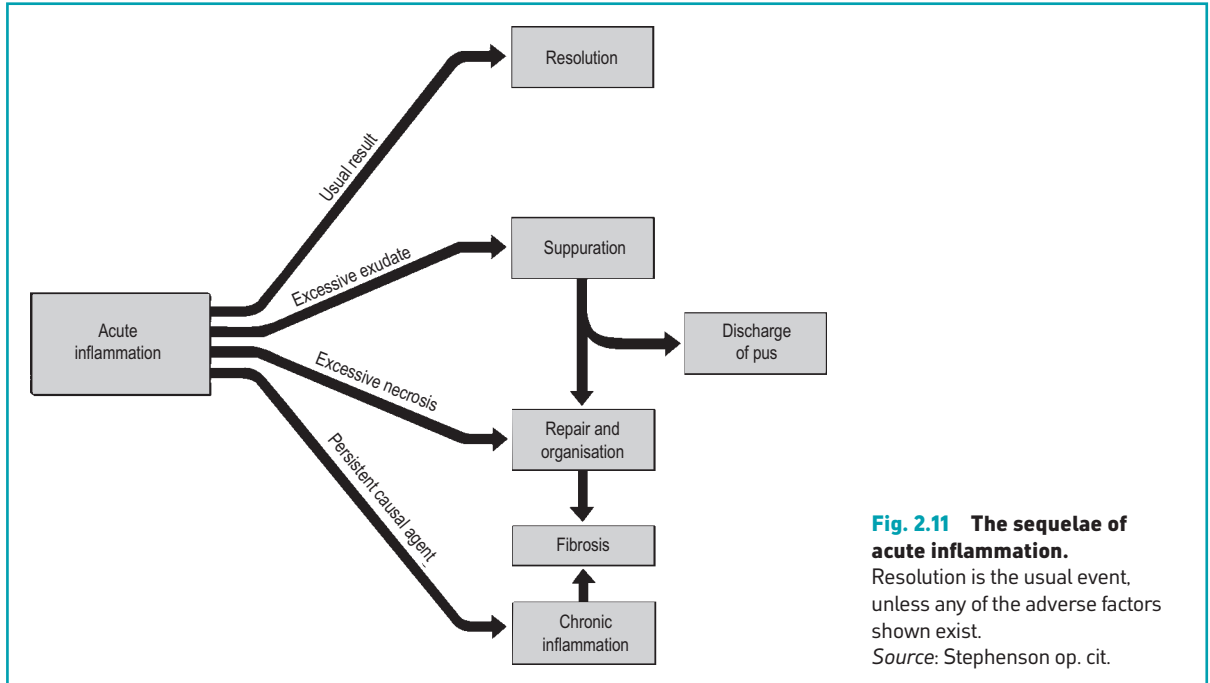 Resolution
Usual result
Suppuration
Excessive exudate
Acute
inflammation
Discharge
of pus
Excessive necrosis
Repair and
organisation
Persistent causal agent
Fibrosis
Chronic
inflammation
Fig. 2.11 The sequelae of
acute inflammation.
Resolution is the usual event,
unless any of the adverse factors
shown exist.
Source: Stephenson op. cit.